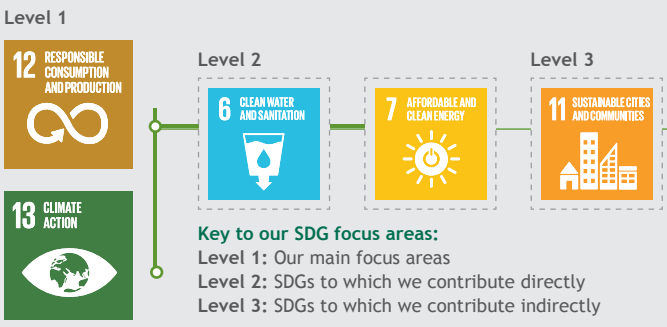 Level 1
12 RESPONSIBLE
CONSUMPTION
AND PRODUCTION
13 CLIMATE
ACTION
Level 2
6 CLEAN WATER
AND SANITATION
7 AFFORDABLE AND
CLEAN ENERGY
Level 3
11 SUSTAINABLE CITIES
AND COMMUNITIES
Key to our SDG focus areas:
Level 1: Our main focus areas
Level 2: SDGs to which we contribute directly
Level 3: SDGs to which we contribute indirectly